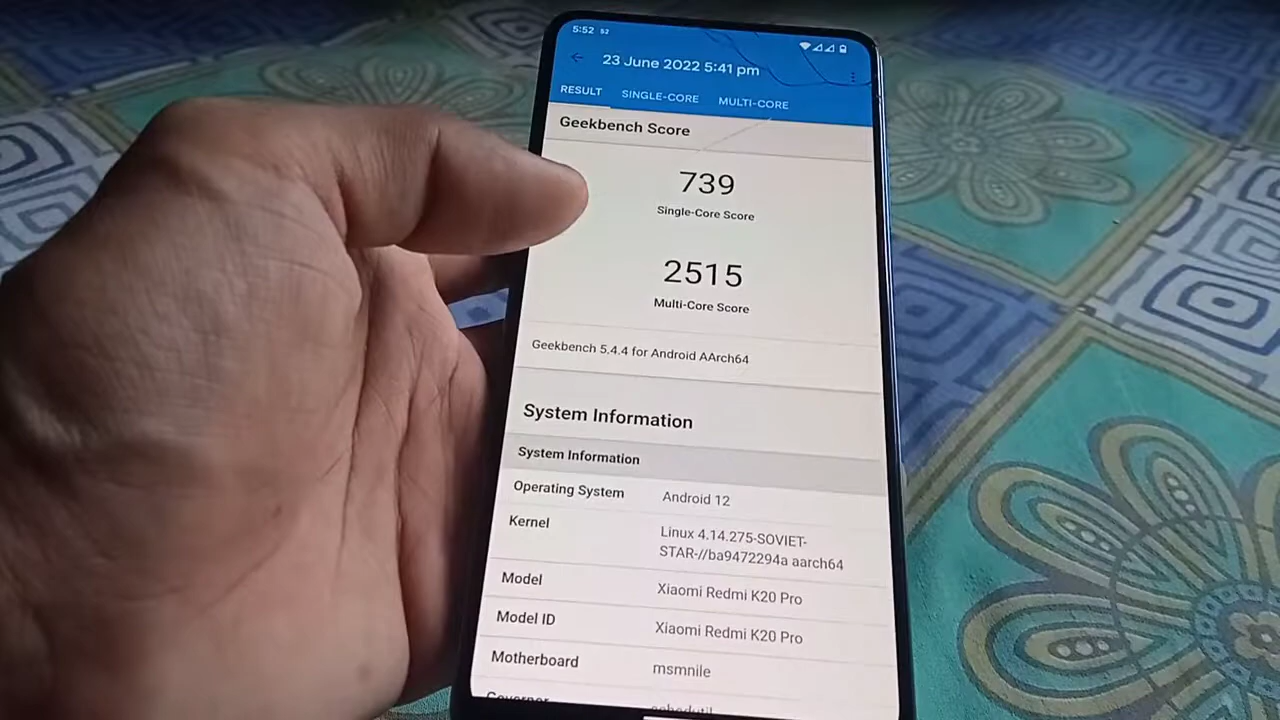 5:52 52
23 June 2022 5:41 pm
RESULT SINGLE-CORE MULTI-CORE
Geekbench Score
739
Single-Core Score
2515
Multi-Core Score
Geekbench 5.4.4 for Android AArch64
System Information
System Information
Operating System Android 12
Kernel Linux 4.14.275-SOVIET-
STAR-//ba9472294a aarch64
Model Xiaomi Redmi K20 Pro
Model ID Xiaomi Redmi K20 Pro
Motherboard msmnile
Governor schedutil